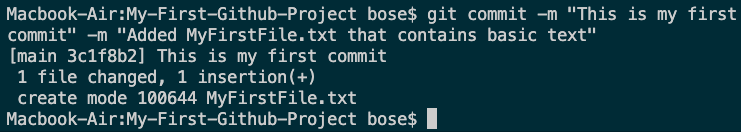 Macbook-Air:My-First-Github-Project bose$ git commit -m "This is my first
commit" -m "Added MyFirstFile.txt that contains basic text"
[main 3c1f8b2] This is my first commit
 1 file changed, 1 insertion(+)
 create mode 100644 MyFirstFile.txt
Macbook-Air:My-First-Github-Project bose$